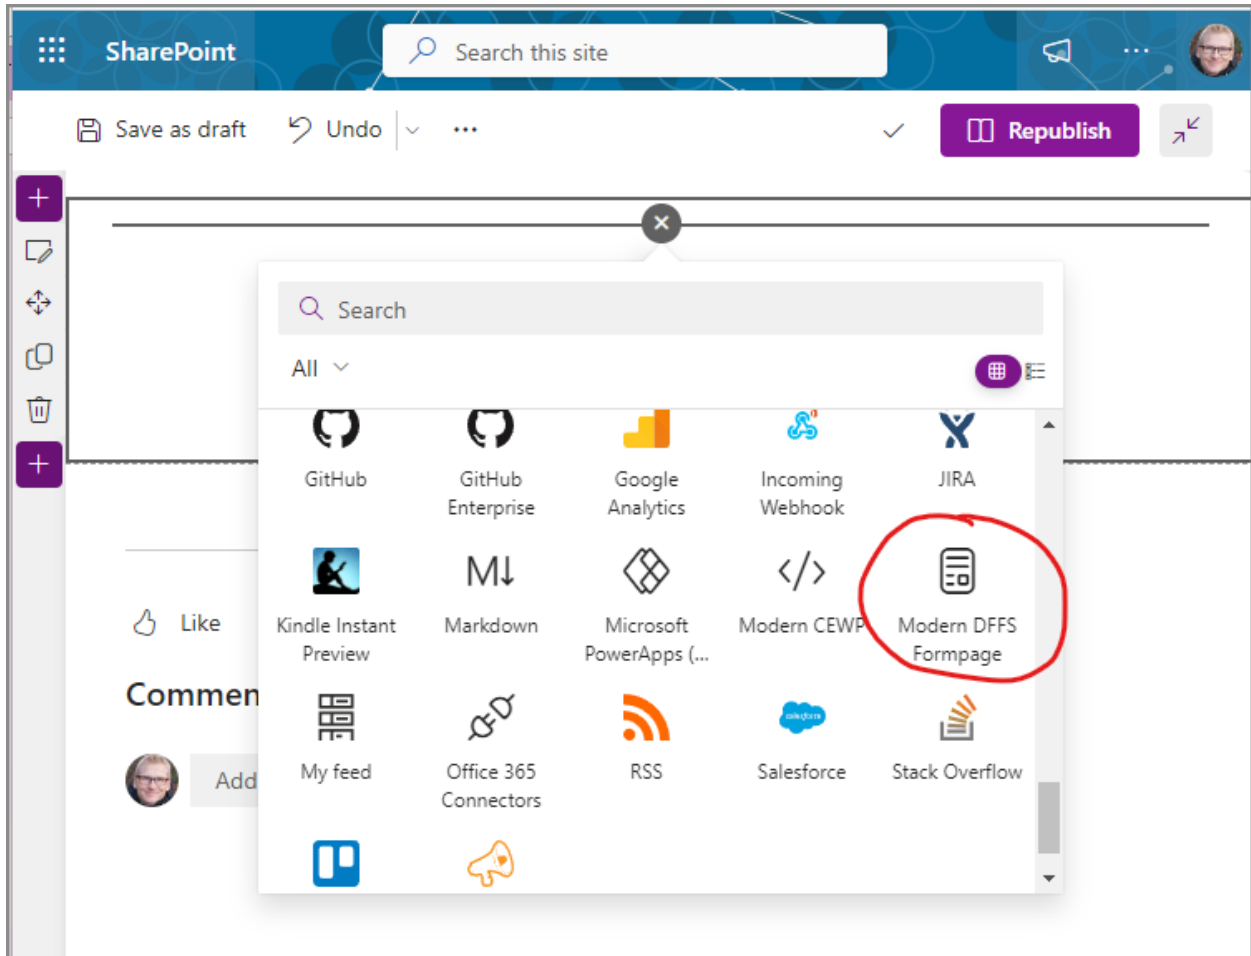 SharePoint
Search this site
Save as draft
Undo
Republish
Search
All
GitHub
GitHub
Enterprise
Google
Analytics
Incoming
Webhook
JIRA
Kindle Instant
Preview
Markdown
Microsoft
PowerApps (...
Modern CEWP
Modern DFFS
Formpage
My feed
Office 365
Connectors
RSS
Salesforce
Stack Overflow
Like
Commen
Add